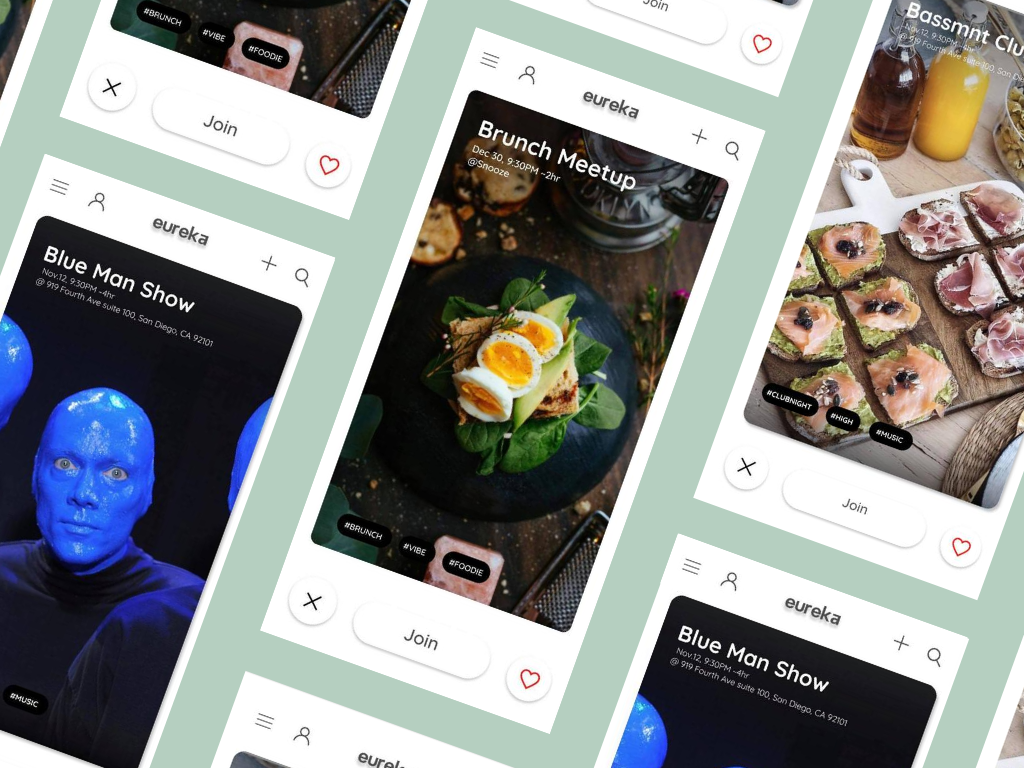 #BRUNCH
#VIBE
#FOODIE
Join
Join
eureka
Brunch Meetup
Dec 30, 9:30PM ~2hr
@Snooze
#BRUNCH
#VIBE
#FOODIE
Join
eureka
Blue Man Show
Nov.12, 9:30PM ~4hr
@ 919 Fourth Ave suite 100, San Diego, CA 92101
#MUSIC
Bassmnt Clu
Nov.12, 9:30PM ~4hr
@ 919 Fourth Ave suite 100, San D
#CLUBNIGHT
#HIGH
#MUSIC
Join
eureka
Blue Man Show
Nov.12, 9:30PM ~4hr
@ 919 Fourth Ave suite 100, San Diego, CA 92101
eureka